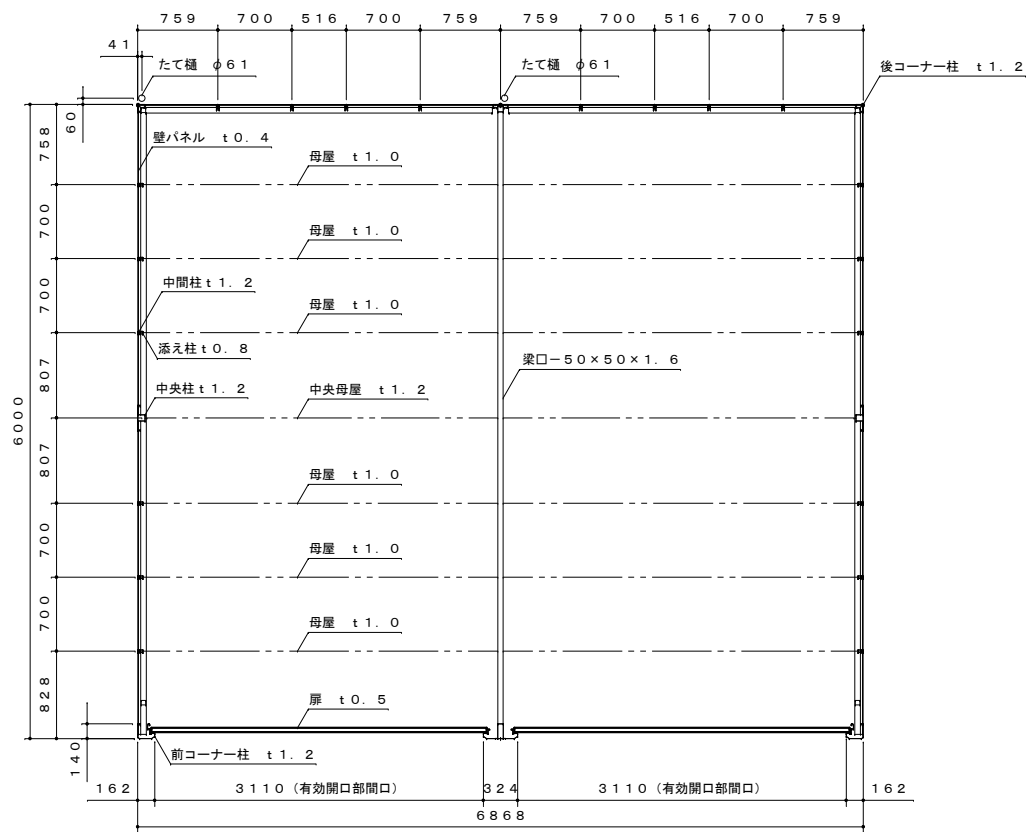 759 700 516 700 759 759 700 516 700 759
41
たて樋 φ61
たて樋 φ61
後コーナー柱 t1.2
60
758
壁パネル t0.4
母屋 t1.0
700
母屋 t1.0
700
中間柱t1.2
母屋 t1.0
添え柱t0.8
梁口-50×50×1.6
807
中央柱t1.2
中央母屋 t1.2
6000
807
母屋 t1.0
700
母屋 t1.0
700
母屋 t1.0
828
扉 t0.5
140
前コーナー柱 t1.2
162 3110(有効開口部間口) 324 3110(有効開口部間口) 162
6868